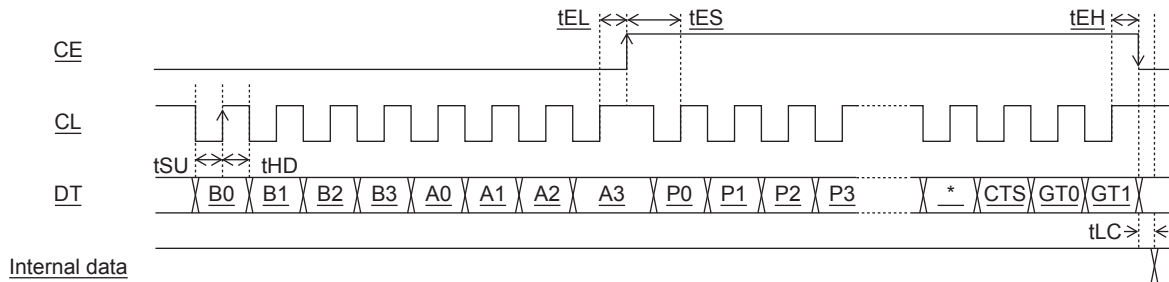 tEL tES tEH
CE
CL
tSU tHD
DT B0 B1 B2 B3 A0 A1 A2 A3 P0 P1 P2 P3 * CTS GT0 GT1
tLC
Internal data